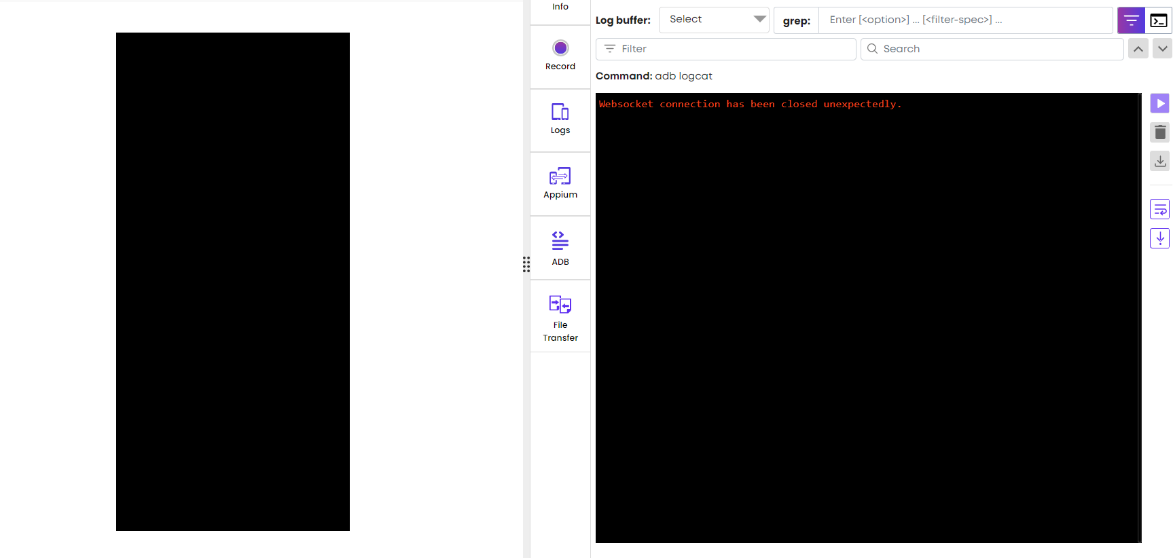 Info
Record
Logs
Appium
ADB
File
Transfer
Log buffer: Select grep: Enter [<option>] ... [<filter-spec>] ...
Filter Search
Command: adb logcat
Websocket connection has been closed unexpectedly.